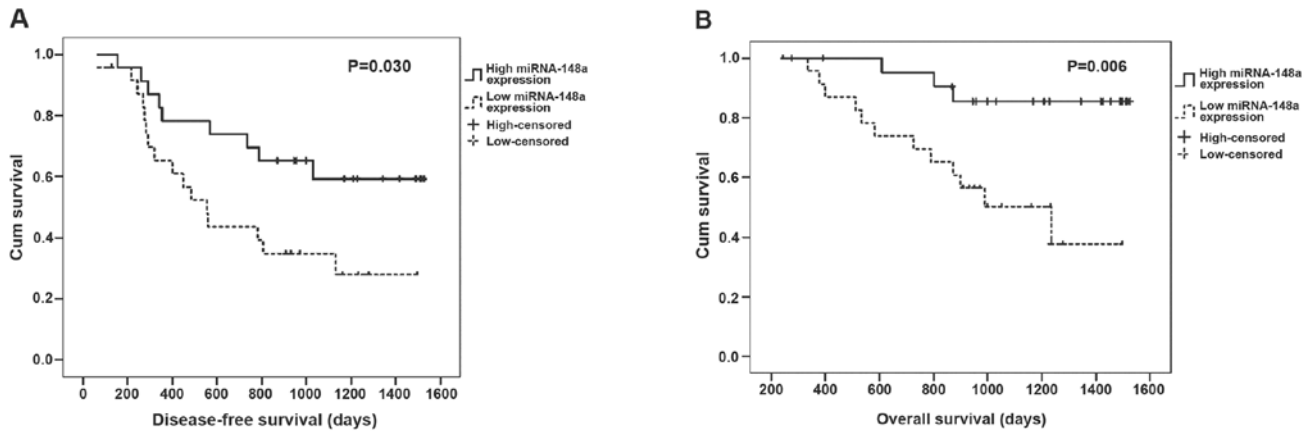 A
1.0
0.8
0.6
0.4
0.2
0.0
Cum survival
P=0.030
0 200 400 600 800 1000 1200 1400 1600
Disease-free survival (days)
High miRNA-148a
expression
Low miRNA-148a
expression
High-censored
Low-censored
B
1.0
0.8
0.6
0.4
0.2
0.0
Cum survival
P=0.006
200 400 600 800 1000 1200 1400 1600
Overall survival (days)
High miRNA-148a
expression
Low miRNA-148a
expression
High-censored
Low-censored